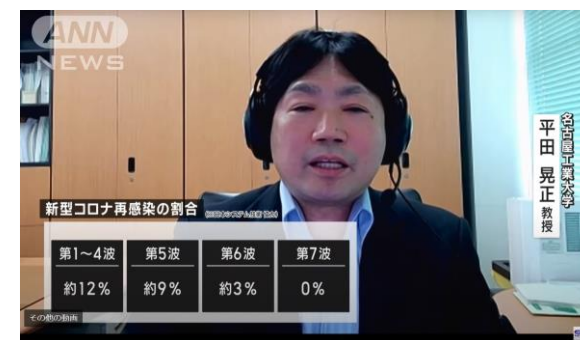 ANN
NEWS
名古屋工業大学
平田 晃正 教授
新型コロナ再感染の割合
第1～4波 第5波 第6波 第7波
約12% 約9% 約3% 0%
その他の動画